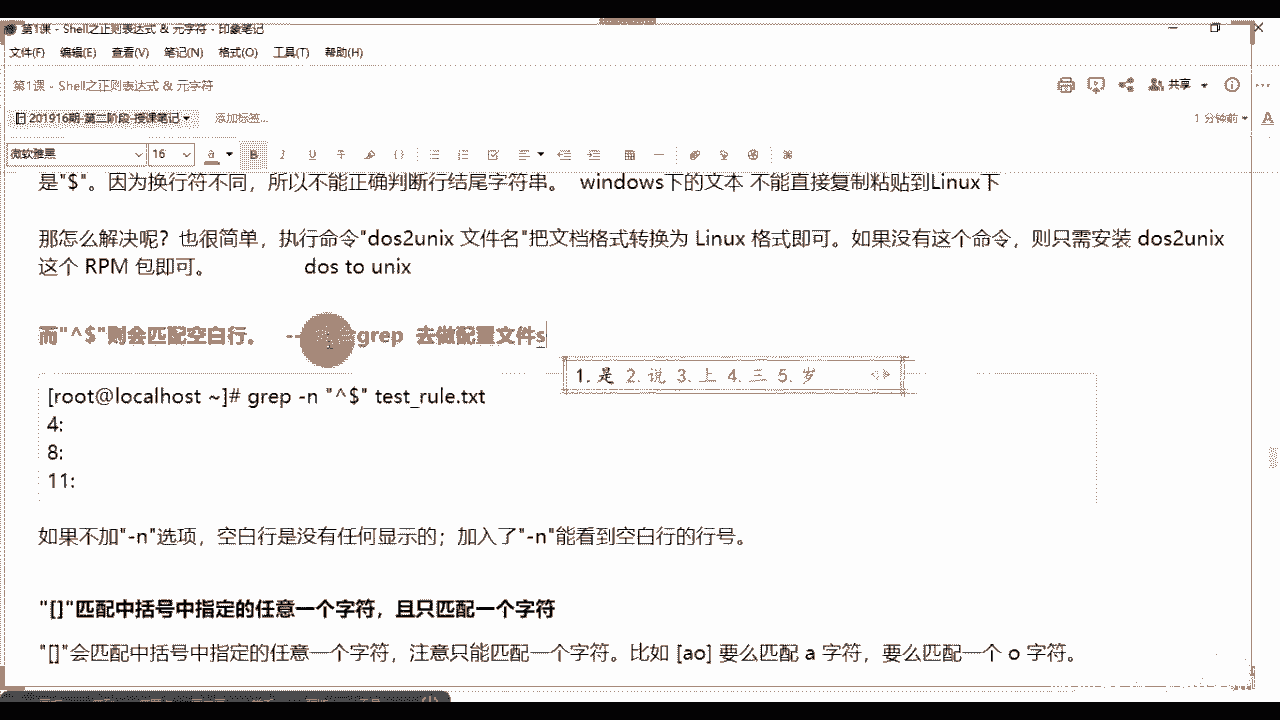 第1课 - Shell之正则表达式 & 元字符 - 印象笔记
文件(F) 编辑(E) 查看(V) 笔记(N) 格式(O) 工具(T) 帮助(H)
第1课 - Shell之正则表达式 & 元字符
共享
201916期-第二阶段-授课笔记 添加标签...
1 分钟前
微软雅黑 16
是"$"。因为换行符不同，所以不能正确判断行结尾字符串。 windows下的文本 不能直接复制粘贴到Linux下
那怎么解决呢？也很简单，执行命令"dos2unix 文件名"把文档格式转换为 Linux 格式即可。如果没有这个命令，则只需安装 dos2unix
这个 RPM 包即可。 dos to unix
而"^$"则会匹配空白行。 -- grep 去做配置文件s
1. 是 2. 说 3. 上 4. 三 5. 岁
[root@localhost ~]# grep -n "^$" test_rule.txt
4:
8:
11:
如果不加"-n"选项，空白行是没有任何显示的；加入了"-n"能看到空白行的行号。
"[]"匹配中括号中指定的任意一个字符，且只匹配一个字符
"[]"会匹配中括号中指定的任意一个字符，注意只能匹配一个字符。比如 [ao] 要么匹配 a 字符，要么匹配一个 o 字符。